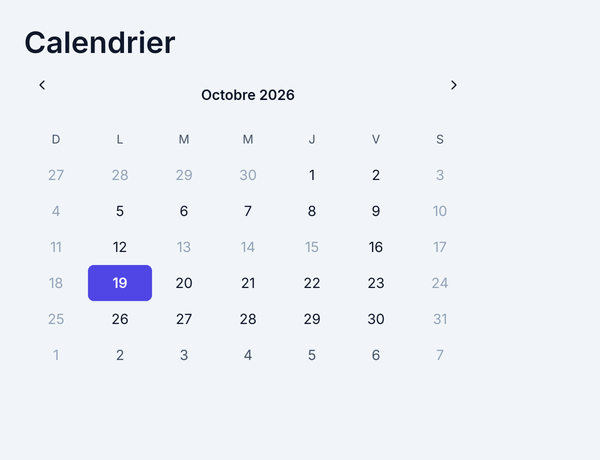 Calendrier
Octobre 2026
D L M M J V S
27 28 29 30 1 2 3
4 5 6 7 8 9 10
11 12 13 14 15 16 17
18 19 20 21 22 23 24
25 26 27 28 29 30 31
1 2 3 4 5 6 7